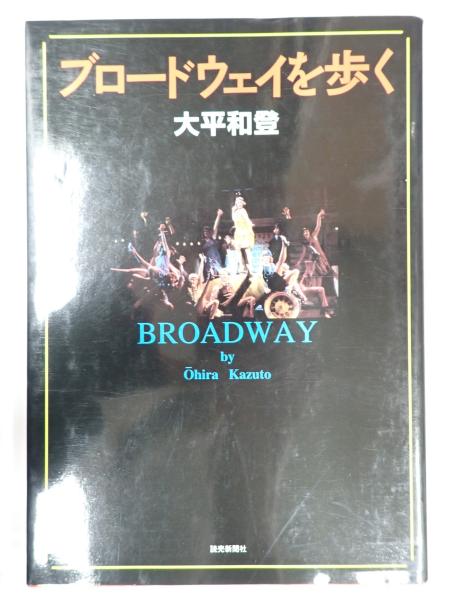 ブロードウェイを歩く
大平和登
BROADWAY
by
Ōhira Kazuto
読売新聞社